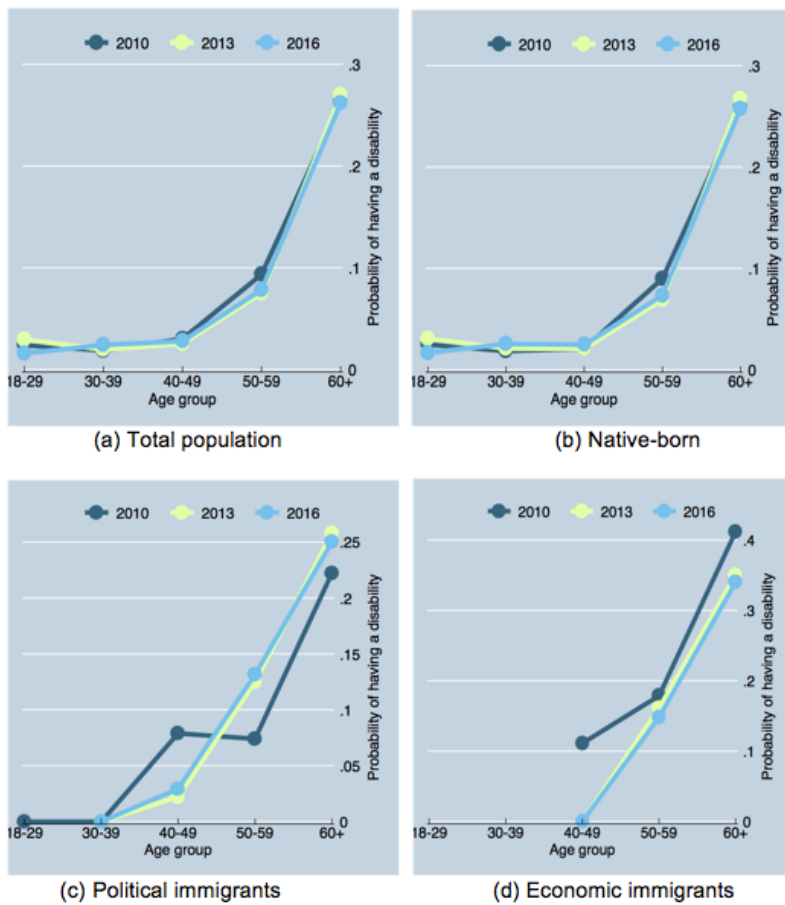 2010 2013 2016
.3
.2
.1
0
Probability of having a disability
18-29 30-39 40-49 50-59 60+
Age group
(a) Total population
2010 2013 2016
.3
.2
.1
0
Probability of having a disability
18-29 30-39 40-49 50-59 60+
Age group
(b) Native-born
2010 2013 2016
.25
.2
.15
.1
.05
0
Probability of having a disability
18-29 30-39 40-49 50-59 60+
Age group
(c) Political immigrants
2010 2013 2016
.4
.3
.2
.1
0
Probability of having a disability
18-29 30-39 40-49 50-59 60+
Age group
(d) Economic immigrants